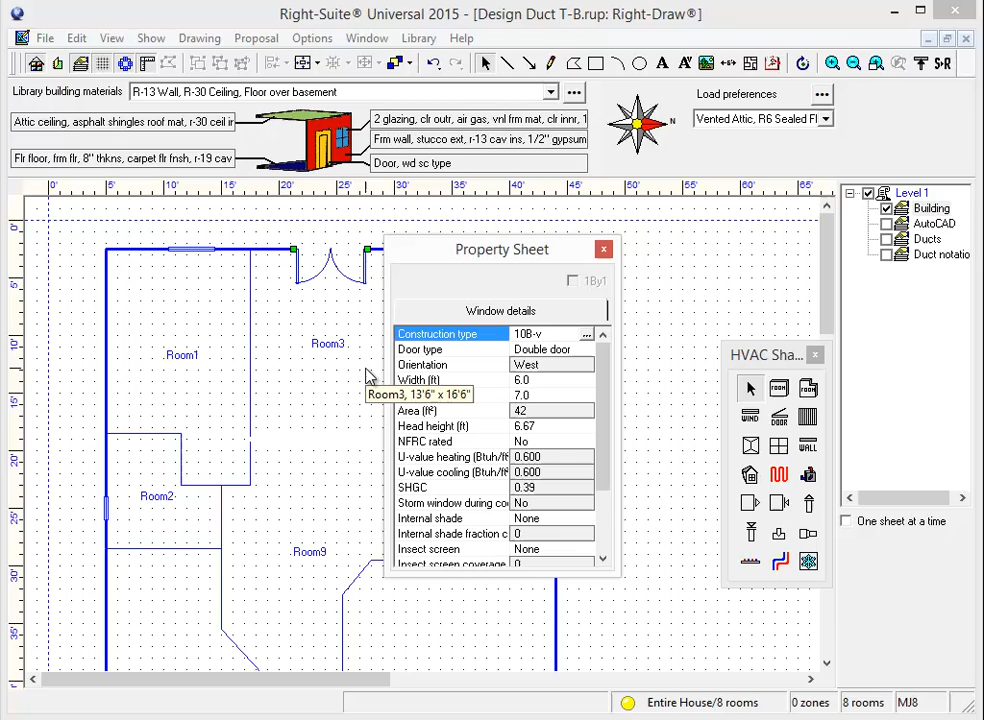 Right-Suite® Universal 2015 - [Design Duct T-B.rup: Right-Draw®]
File Edit View Show Drawing Proposal Options Window Library Help
S-R
Library building materials R-13 Wall, R-30 Ceiling, Floor over basement
Load preferences
Attic ceiling, asphalt shingles roof mat, r-30 ceil ir
2 glazing, clr outr, air gas, vnl frm mat, clr innr, 1
Vented Attic, R6 Sealed Fl
Frm wall, stucco ext, r-13 cav ins, 1/2" gypsum
N
Flr floor, frm flr, 8" thkns, carpet flr fnsh, r-19 cav
Door, wd sc type
0' 5' 10' 15' 20' 25' 30' 35' 40' 45' 50' 55' 60' 65'
Level 1
Building
AutoCAD
Ducts
Duct notatio
0'
5'
10'
15'
20'
25'
30'
35'
Room1
Room3
Room2
Room9
Room3, 13'6" x 16'6"
Property Sheet
1By1
Window details
Construction type 10B-v ...
Door type Double door
Orientation West
Width (ft) 6.0
7.0
Area (ft²) 42
Head height (ft) 6.67
NFRC rated No
U-value heating (Btuh/ft 0.600
U-value cooling (Btuh/ft 0.600
SHGC 0.39
Storm window during co No
Internal shade None
Internal shade fraction c 0
Insect screen None
Insect screen coverage 0
HVAC Sha...
WIND DOOR
WALL
One sheet at a time
Entire House/8 rooms 0 zones 8 rooms MJ8